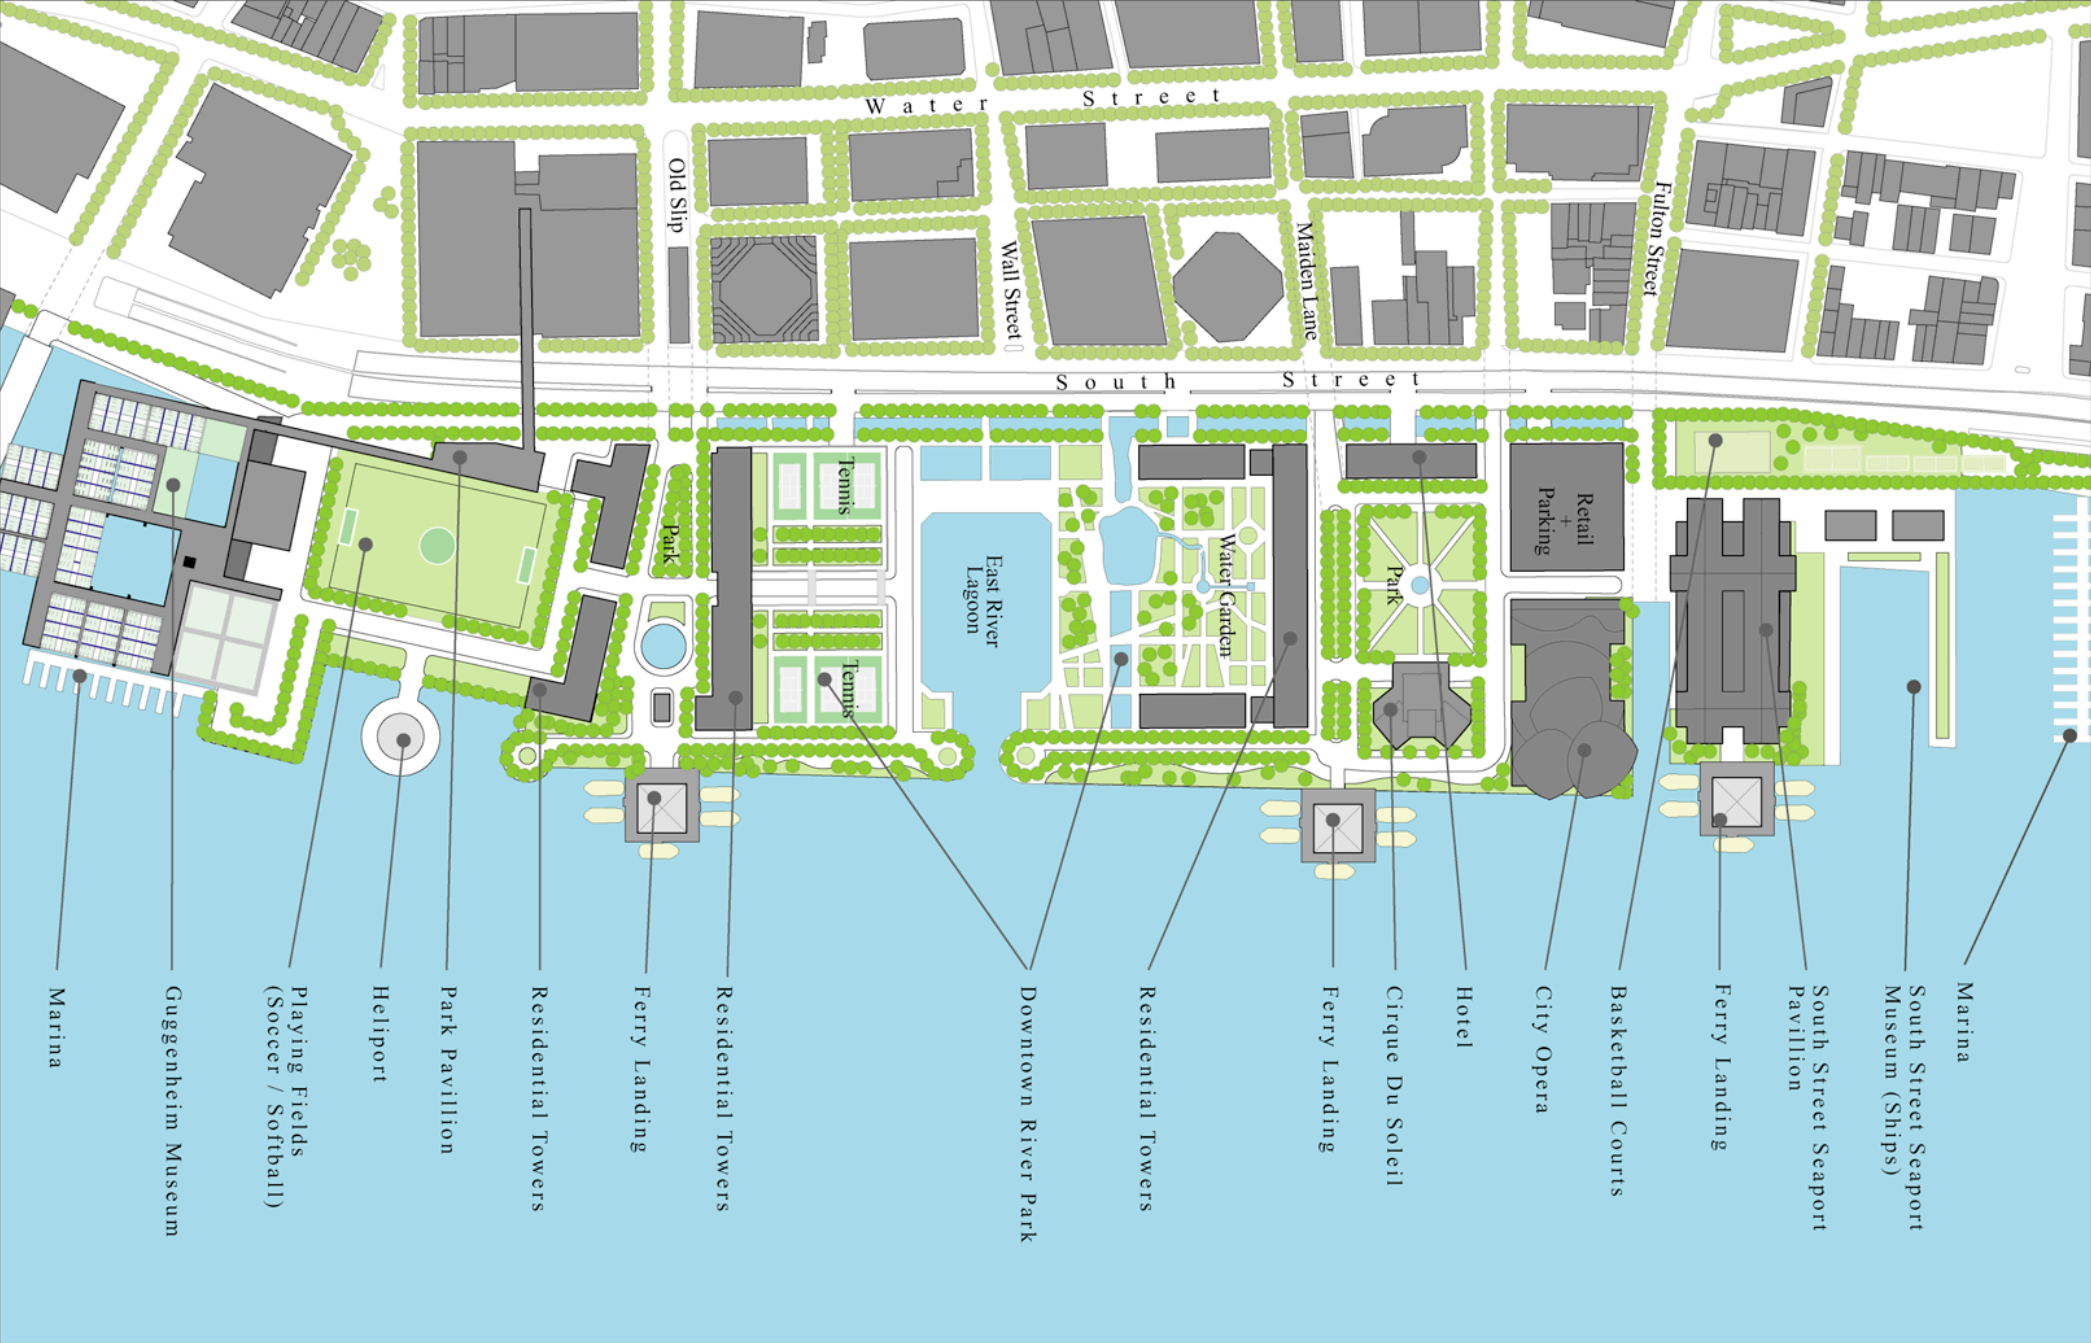 Water Street
Old Slip
Wall Street
Maiden Lane
Fulton Street
South Street
Tennis
Park
East River
Lagoon
Water Garden
Park
Retail
+
Parking
Tennis
Marina
Guggenheim Museum
Playing Fields
(Soccer / Softball)
Heliport
Park Pavillion
Residential Towers
Ferry Landing
Residential Towers
Downtown River Park
Residential Towers
Ferry Landing
Cirque Du Soleil
Hotel
City Opera
Basketball Courts
Ferry Landing
South Street Seaport
Pavillion
South Street Seaport
Museum (Ships)
Marina